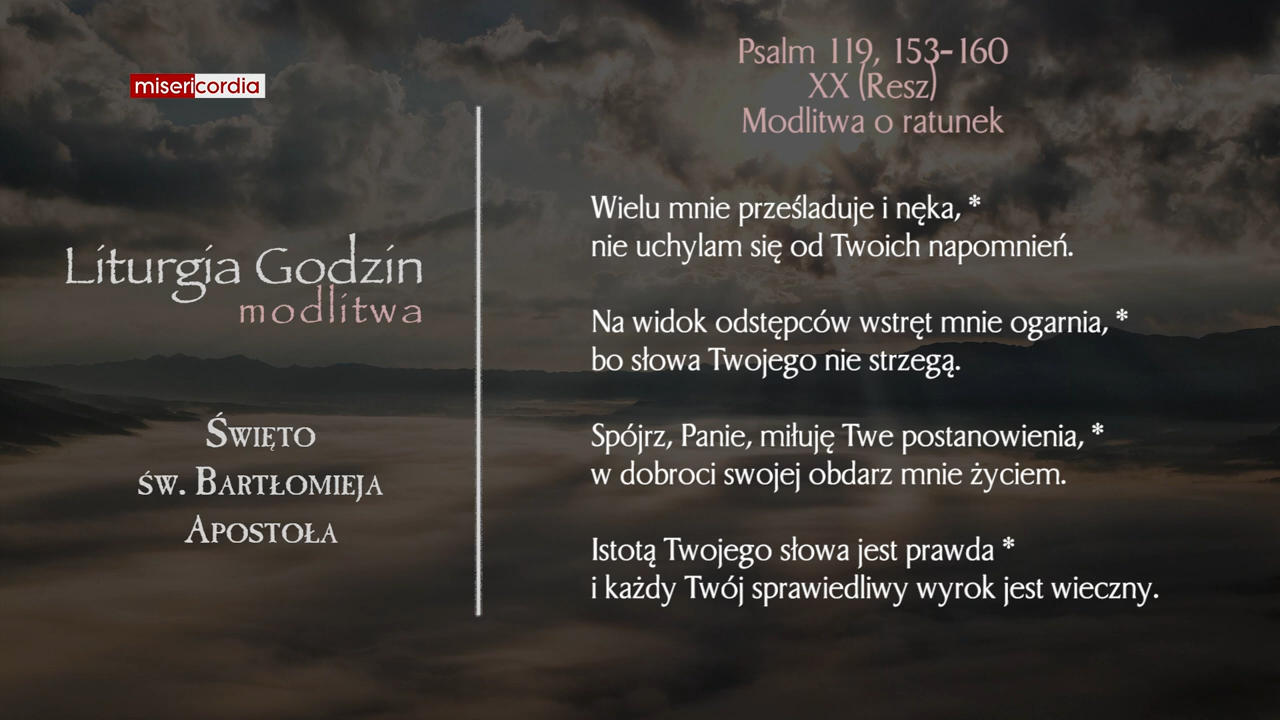 misericordia
Liturgia Godzin
modlitwa
Święto
św. Bartłomieja
Apostoła
Psalm 119, 153-160
XX (Resz)
Modlitwa o ratunek
Wielu mnie prześladuje i nęka, *
nie uchylam się od Twoich napomnień.
Na widok odstępców wstręt mnie ogarnia, *
bo słowa Twojego nie strzegą.
Spójrz, Panie, miłuję Twe postanowienia, *
w dobroci swojej obdarz mnie życiem.
Istotą Twojego słowa jest prawda *
i każdy Twój sprawiedliwy wyrok jest wieczny.